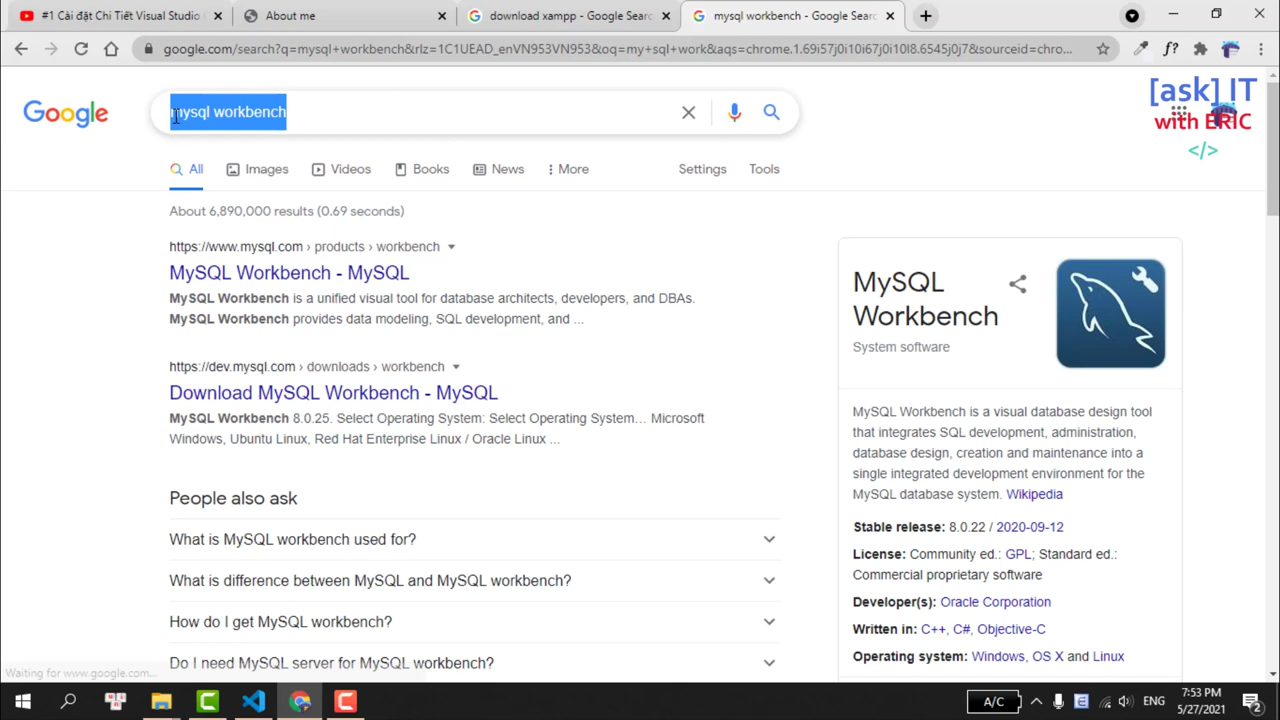 #1 Cài đặt Chi Tiết Visual Studio C
About me
download xampp - Google Searc
mysql workbench - Google Searc
google.com/search?q=mysql+workbench&rlz=1C1UEAD_enVN953VN953&oq=my+sql+work&aqs=chrome.1.69i57j0i10i67j0i10l8.6545j0j7&sourceid=chro...
Google
mysql workbench
[ask] IT
with ERIC
</>
All
Images
Videos
Books
News
More
Settings
Tools
About 6,890,000 results (0.69 seconds)
https://www.mysql.com › products › workbench
MySQL Workbench - MySQL
MySQL Workbench is a unified visual tool for database architects, developers, and DBAs.
MySQL Workbench provides data modeling, SQL development, and ...
https://dev.mysql.com › downloads › workbench
Download MySQL Workbench - MySQL
MySQL Workbench 8.0.25. Select Operating System: Select Operating System… Microsoft
Windows, Ubuntu Linux, Red Hat Enterprise Linux / Oracle Linux ...
People also ask
What is MySQL workbench used for?
What is difference between MySQL and MySQL workbench?
How do I get MySQL workbench?
Do I need MySQL server for MySQL workbench?
MySQL
Workbench
System software
MySQL Workbench is a visual database design tool
that integrates SQL development, administration,
database design, creation and maintenance into a
single integrated development environment for the
MySQL database system. Wikipedia
Stable release: 8.0.22 / 2020-09-12
License: Community ed.: GPL; Standard ed.:
Commercial proprietary software
Developer(s): Oracle Corporation
Written in: C++, C#, Objective-C
Operating system: Windows, OS X and Linux
Waiting for www.google.com...
A/C
ENG
7:53 PM
5/27/2021
2